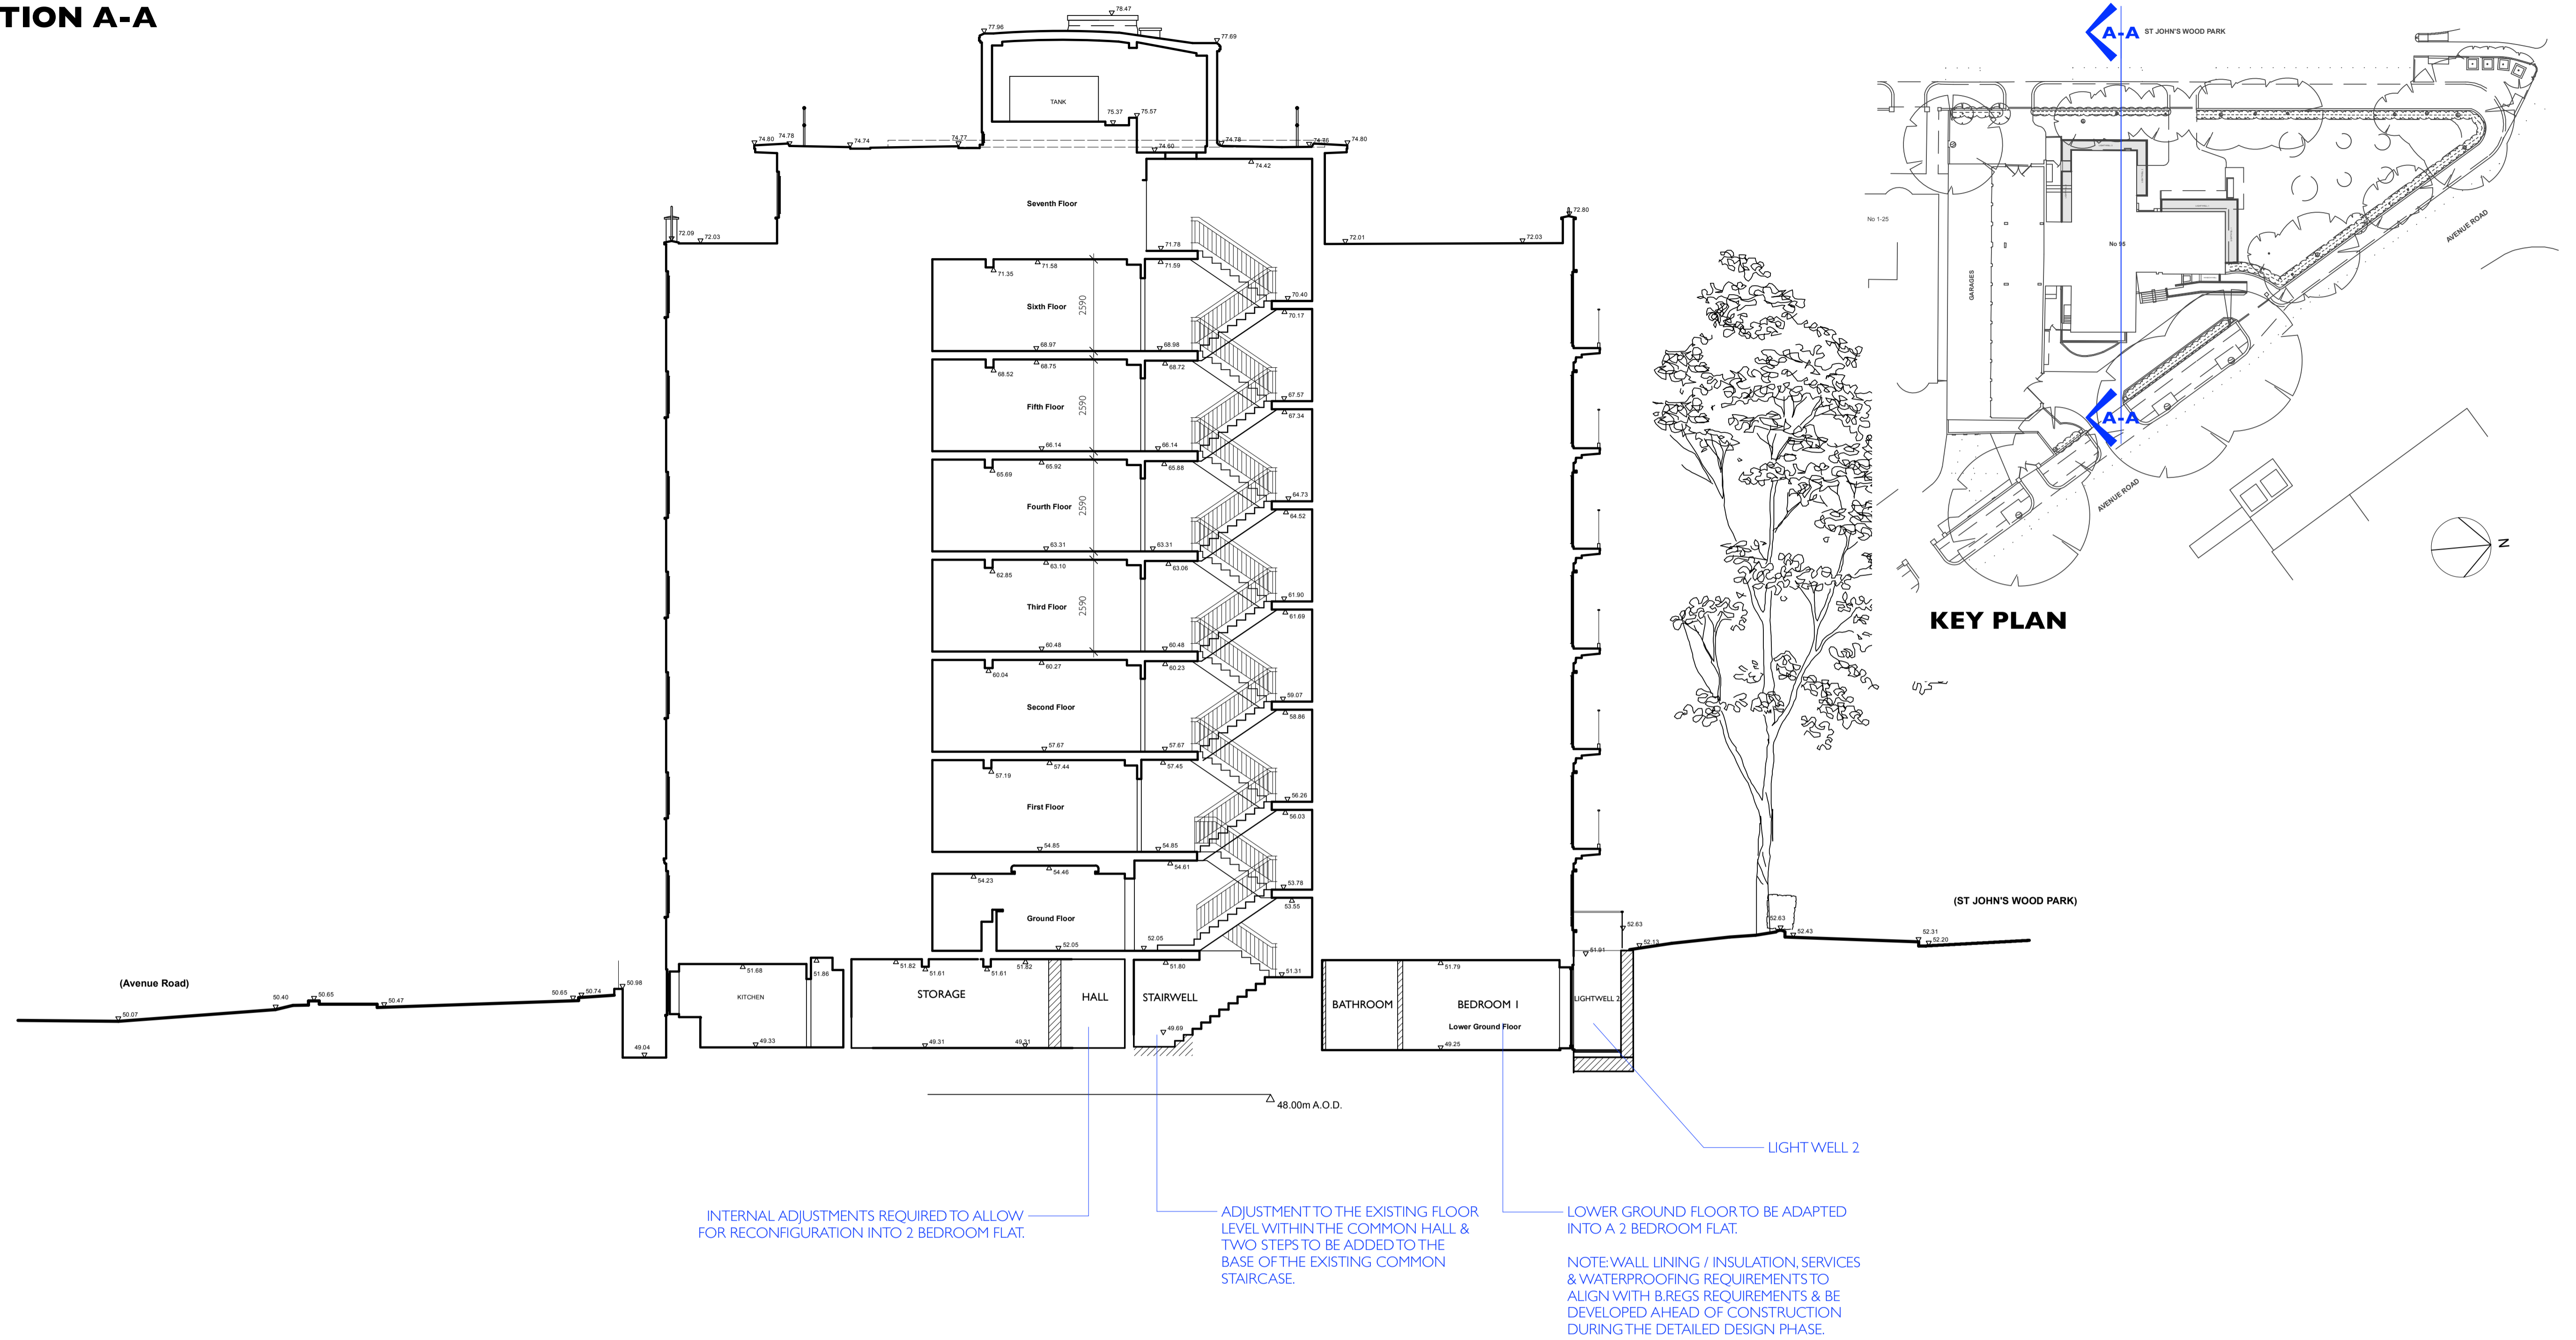 TION A-A
78.47
77.96
77.69
TANK
75.37
75.57
74.80
74.78
74.74
74.77
74.60
74.78
74.80
74.42
Seventh Floor
72.09
72.03
71.78
72.01
72.03
72.80
71.35
71.58
71.59
70.40
Sixth Floor
2590
70.17
68.97
68.98
68.52
68.75
68.72
67.57
Fifth Floor
2590
67.34
66.14
66.14
65.69
65.92
65.88
64.73
Fourth Floor
2590
64.52
63.31
63.31
62.85
63.10
63.06
61.90
Third Floor
2590
61.69
60.48
60.48
60.04
60.27
60.23
59.07
Second Floor
58.86
57.67
57.67
57.19
57.44
57.45
56.26
First Floor
56.03
54.85
54.85
54.23
54.46
54.61
53.78
53.55
Ground Floor
52.05
52.05
51.68
51.86
51.82
51.61
51.61
51.82
51.80
51.31
51.79
51.91
52.63
52.13
52.63
52.43
52.31
52.20
(ST JOHN'S WOOD PARK)
(Avenue Road)
50.07
50.40
50.65
50.47
50.65
50.74
50.98
KITCHEN
STORAGE
HALL
STAIRWELL
BATHROOM
BEDROOM 1
LIGHTWELL 2
Lower Ground Floor
49.04
49.33
49.31
49.31
49.69
49.25
48.00m A.O.D.
LIGHT WELL 2
INTERNAL ADJUSTMENTS REQUIRED TO ALLOW
FOR RECONFIGURATION INTO 2 BEDROOM FLAT.
ADJUSTMENT TO THE EXISTING FLOOR
LEVEL WITHIN THE COMMON HALL &
TWO STEPS TO BE ADDED TO THE
BASE OF THE EXISTING COMMON
STAIRCASE.
LOWER GROUND FLOOR TO BE ADAPTED
INTO A 2 BEDROOM FLAT.
NOTE: WALL LINING / INSULATION, SERVICES
& WATERPROOFING REQUIREMENTS TO
ALIGN WITH B.REGS REQUIREMENTS & BE
DEVELOPED AHEAD OF CONSTRUCTION
DURING THE DETAILED DESIGN PHASE.
A-A
ST JOHN'S WOOD PARK
No 1-25
No 95
GARAGES
AVENUE ROAD
A-A
AVENUE ROAD
N
KEY PLAN